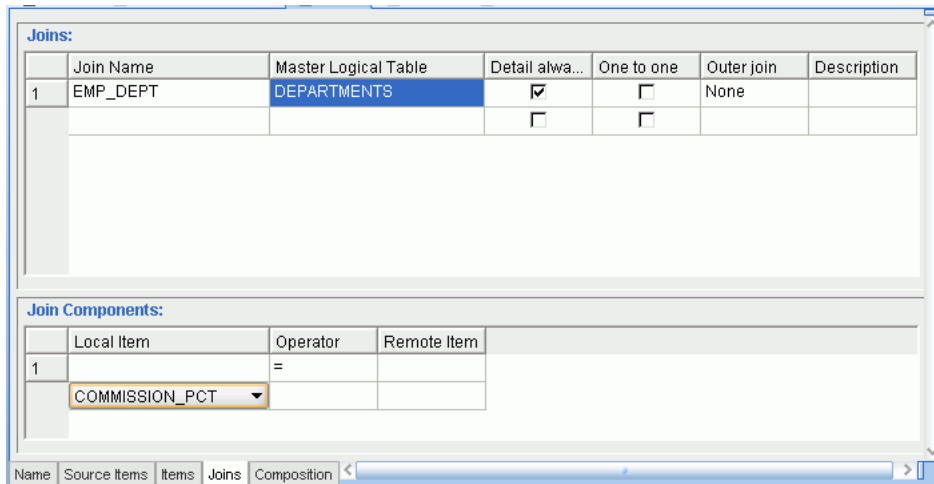 Joins:
Join Name Master Logical Table Detail alwa... One to one Outer join Description
1 EMP_DEPT DEPARTMENTS None
Join Components:
Local Item Operator Remote Item
1 =
COMMISSION_PCT
Name Source Items Items Joins Composition